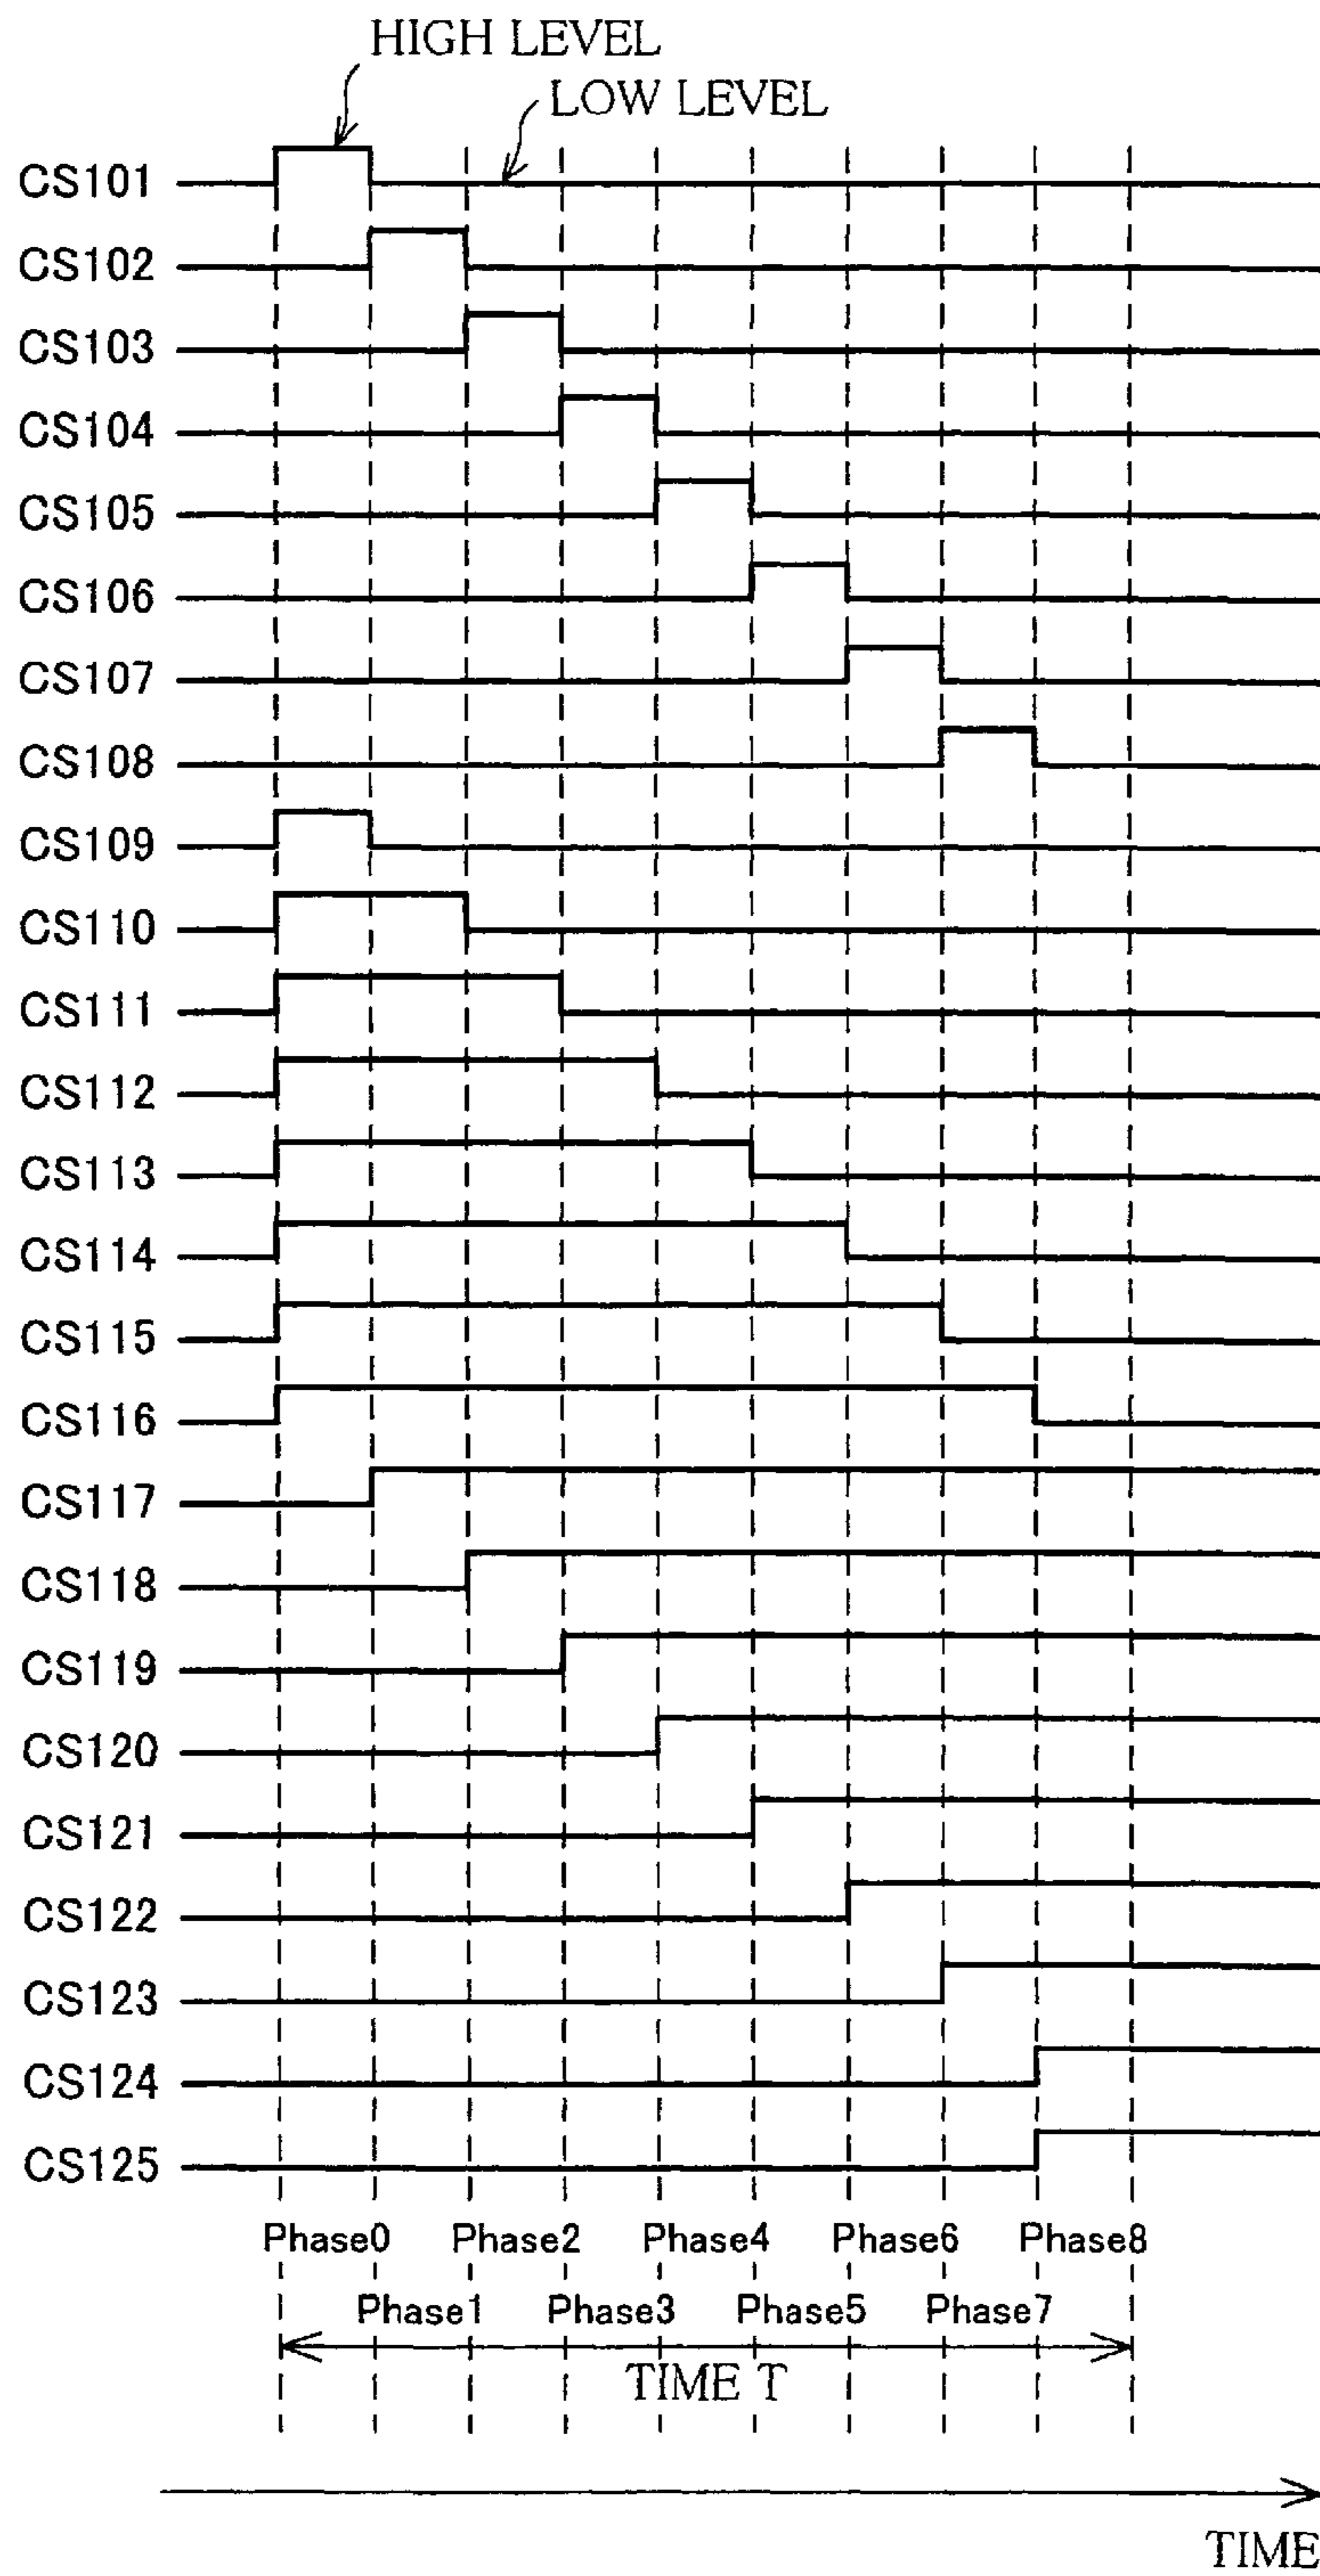 HIGH LEVEL
LOW LEVEL
CS101
CS102
CS103
CS104
CS105
CS106
CS107
CS108
CS109
CS110
CS111
CS112
CS113
CS114
CS115
CS116
CS117
CS118
CS119
CS120
CS121
CS122
CS123
CS124
CS125
Phase0 Phase2 Phase4 Phase6 Phase8
Phase1 Phase3 Phase5 Phase7
TIME T
TIME